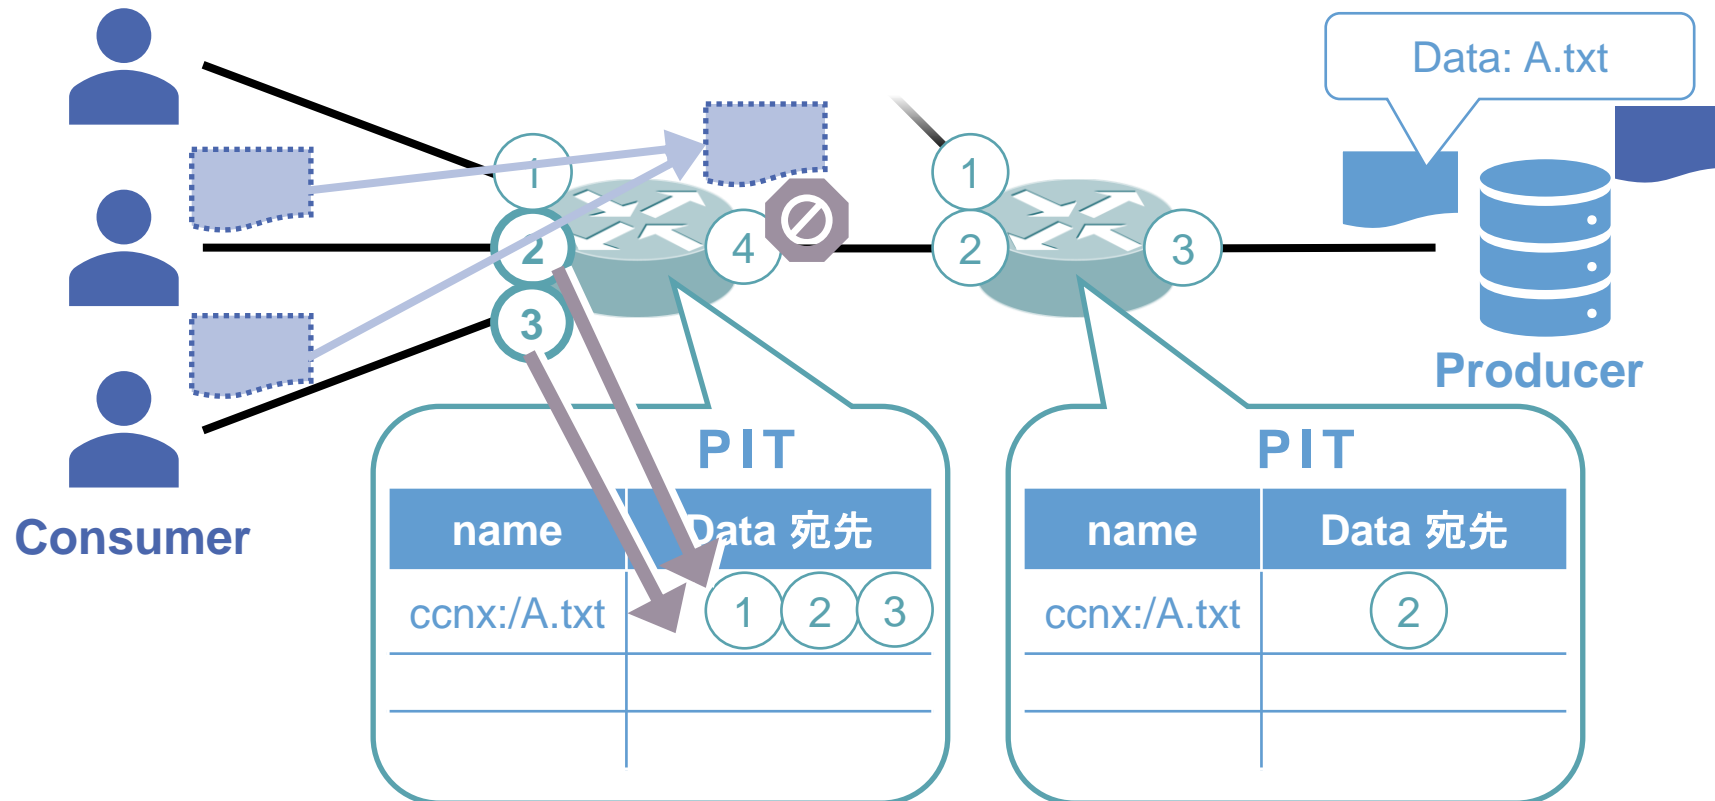 Data: A.txt
1
2
3
4
1
2
3
Producer
Consumer
PIT
name
Data 宛先
ccnx:/A.txt
1 2 3
PIT
name
Data 宛先
ccnx:/A.txt
2